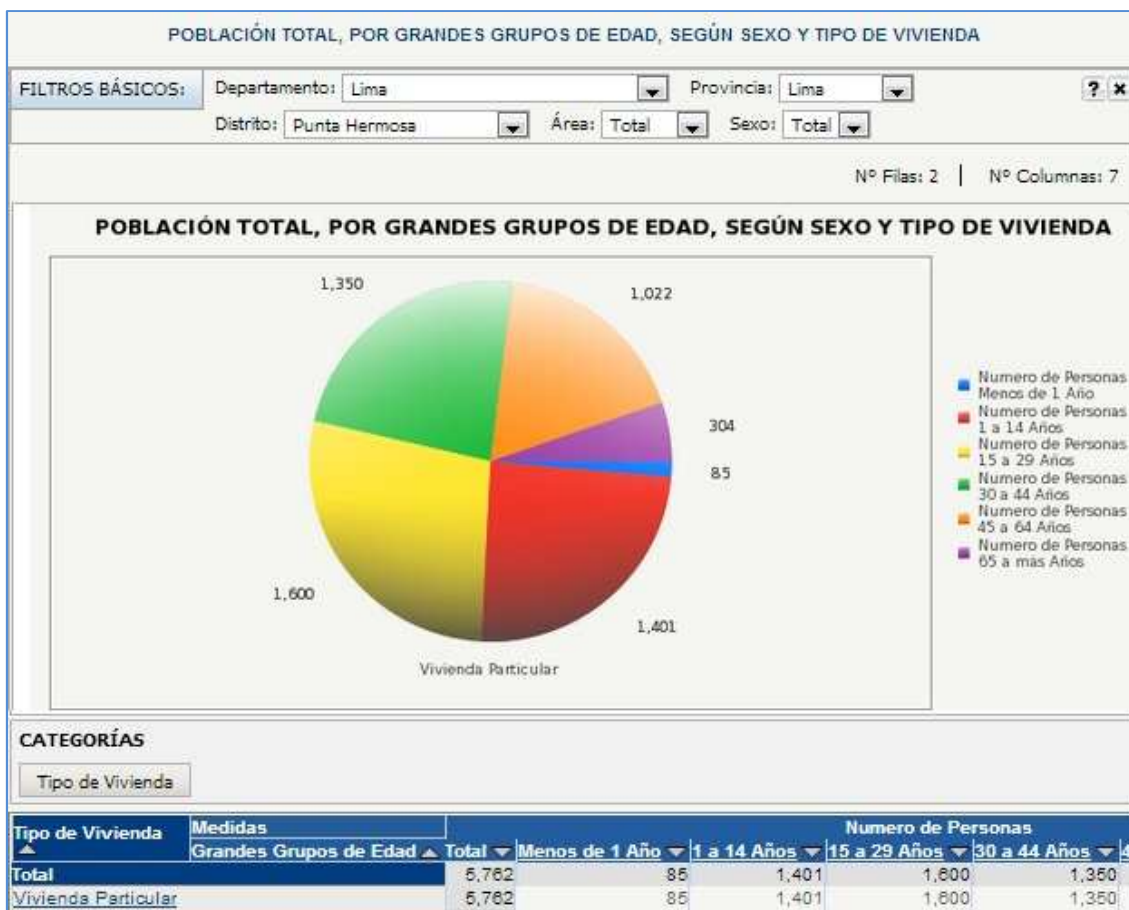 POBLACIÓN TOTAL, POR GRANDES GRUPOS DE EDAD, SEGÚN SEXO Y TIPO DE VIVIENDA
FILTROS BÁSICOS: Departamento: Lima Provincia: Lima ? ×
Distrito: Punta Hermosa Área: Total Sexo: Total
Nº Filas: 2 | Nº Columnas: 7
POBLACIÓN TOTAL, POR GRANDES GRUPOS DE EDAD, SEGÚN SEXO Y TIPO DE VIVIENDA
1,350
1,022
304
85
1,600
1,401
Vivienda Particular
Numero de Personas
Menos de 1 Año
Numero de Personas
1 a 14 Años
Numero de Personas
15 a 29 Años
Numero de Personas
30 a 44 Años
Numero de Personas
45 a 64 Años
Numero de Personas
65 a más Años
CATEGORÍAS
Tipo de Vivienda
Tipo de Vivienda Medidas Numero de Personas
Grandes Grupos de Edad Total Menos de 1 Año 1 a 14 Años 15 a 29 Años 30 a 44 Años 4
Total 5,762 85 1,401 1,600 1,350
Vivienda Particular 5,762 85 1,401 1,600 1,350